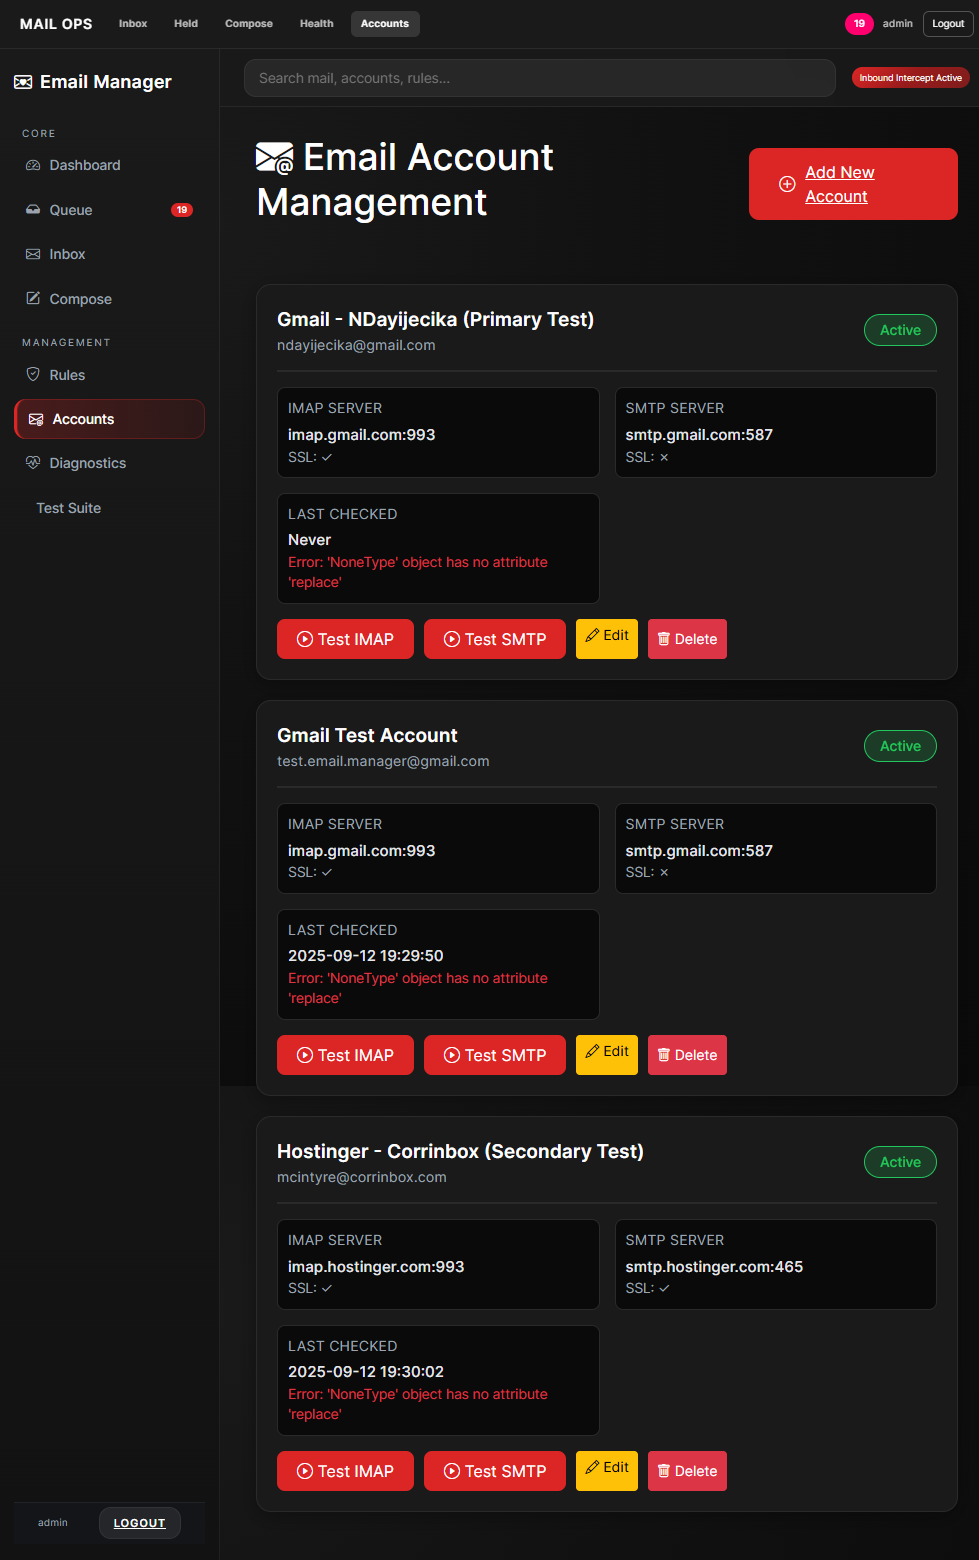 MAIL OPS Inbox Held Compose Health Accounts 19 admin Logout
Email Manager
Search mail, accounts, rules...
Inbound Intercept Active
CORE
Dashboard
Queue 19
Inbox
Compose
MANAGEMENT
Rules
Accounts
Diagnostics
Test Suite
admin LOGOUT
Email Account
Management
Add New
Account
Gmail - NDayijecika (Primary Test)
ndayijecika@gmail.com
Active
IMAP SERVER
imap.gmail.com:993
SSL: ✓
SMTP SERVER
smtp.gmail.com:587
SSL: ×
LAST CHECKED
Never
Error: 'NoneType' object has no attribute
'replace'
Test IMAP Test SMTP Edit Delete
Gmail Test Account
test.email.manager@gmail.com
Active
IMAP SERVER
imap.gmail.com:993
SSL: ✓
SMTP SERVER
smtp.gmail.com:587
SSL: ×
LAST CHECKED
2025-09-12 19:29:50
Error: 'NoneType' object has no attribute
'replace'
Test IMAP Test SMTP Edit Delete
Hostinger - Corrinbox (Secondary Test)
mcintyre@corrinbox.com
Active
IMAP SERVER
imap.hostinger.com:993
SSL: ✓
SMTP SERVER
smtp.hostinger.com:465
SSL: ✓
LAST CHECKED
2025-09-12 19:30:02
Error: 'NoneType' object has no attribute
'replace'
Test IMAP Test SMTP Edit Delete